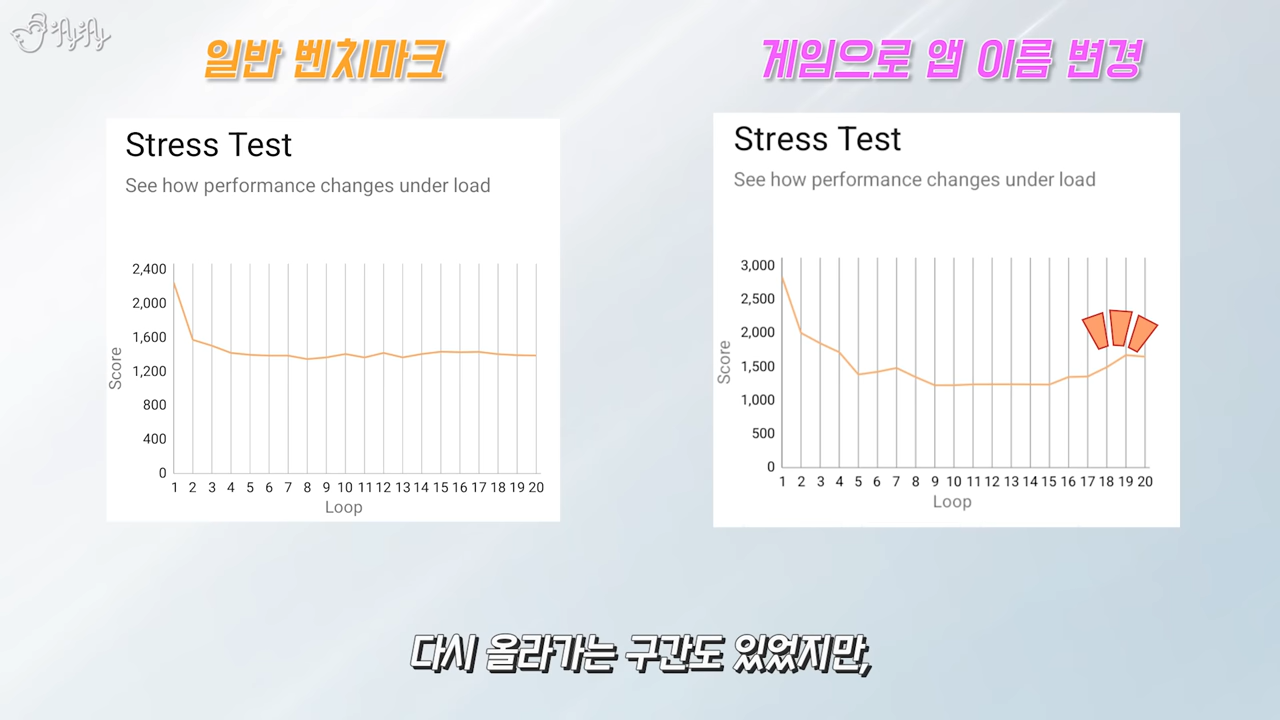 침착
일반 벤치마크
게임으로 앱 이름 변경
Stress Test
See how performance changes under load
2,400
2,000
1,600
1,200
800
400
0
Score
1 2 3 4 5 6 7 8 9 10 11 12 13 14 15 16 17 18 19 20
Loop
Stress Test
See how performance changes under load
3,000
2,500
2,000
1,500
1,000
500
0
Score
1 2 3 4 5 6 7 8 9 10 11 12 13 14 15 16 17 18 19 20
Loop
다시 올라가는 구간도 있었지만,